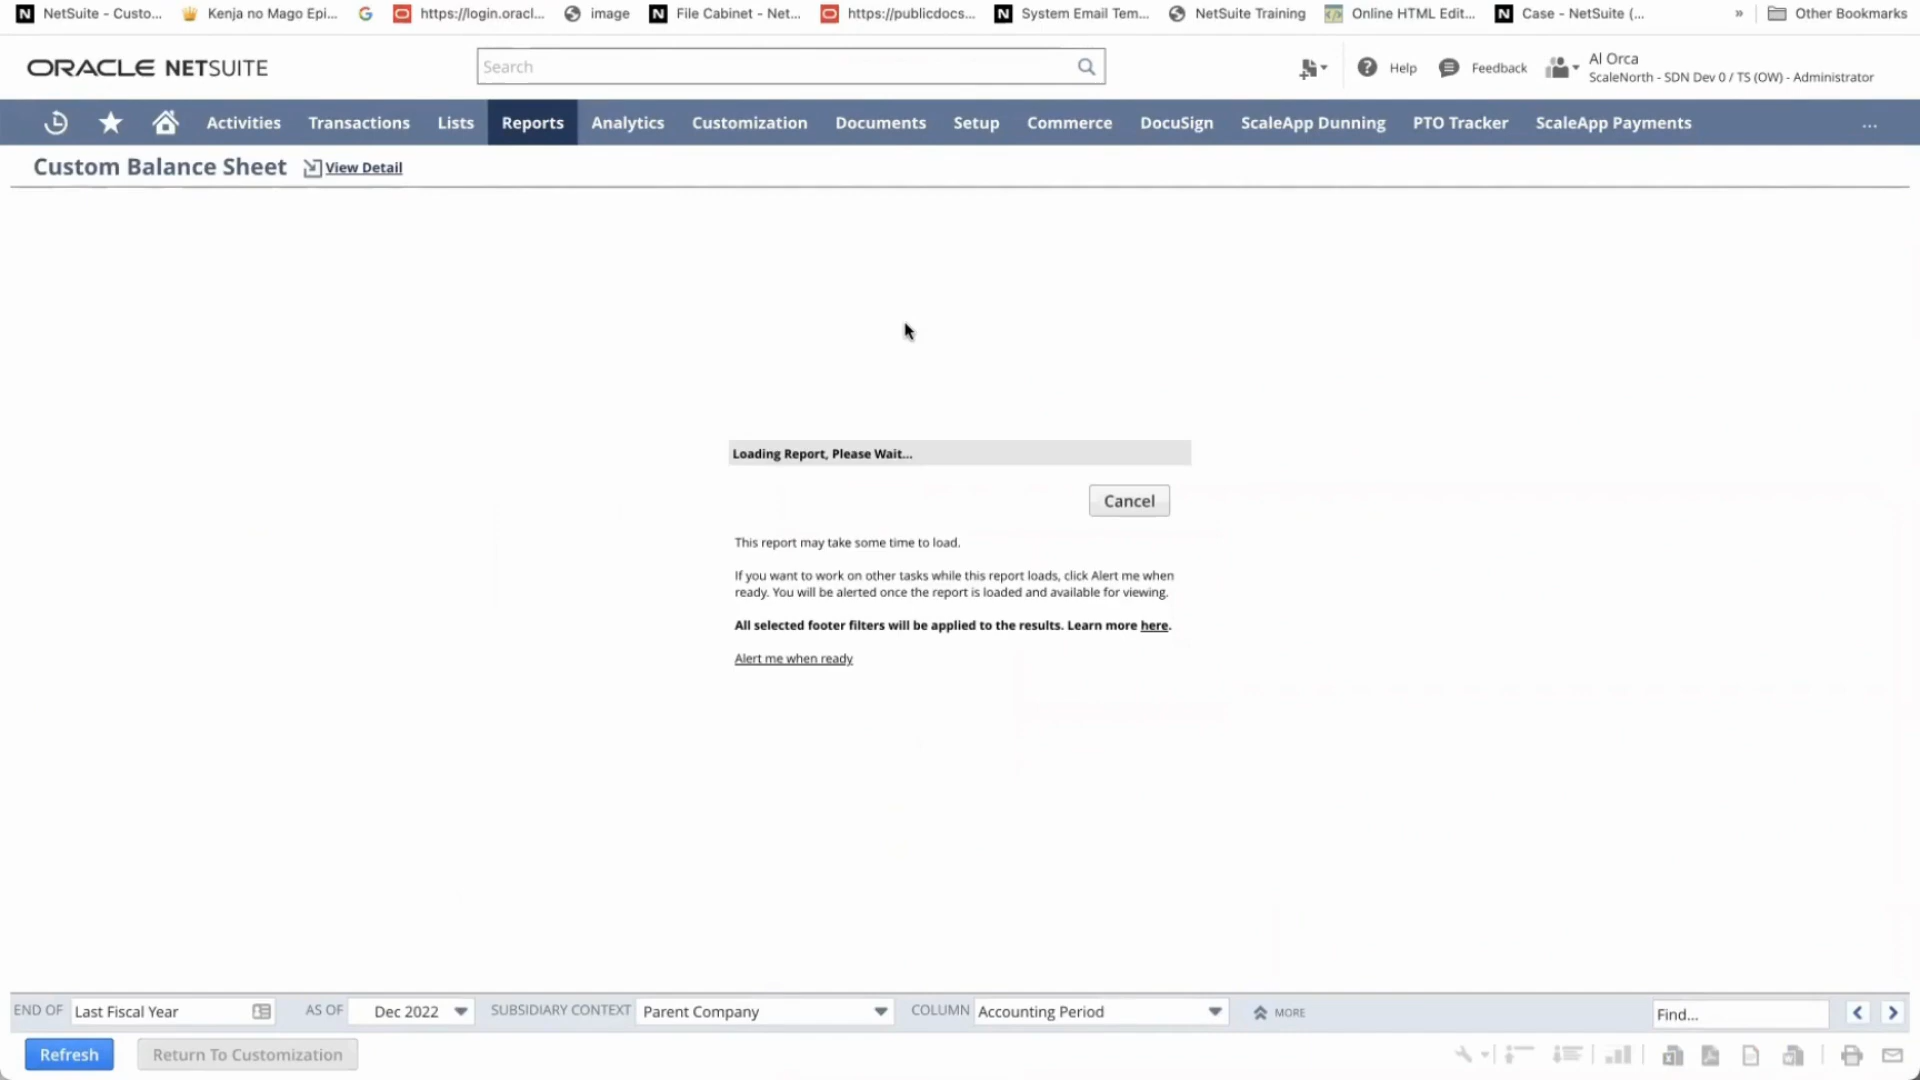 NetSuite - Custo...
Kenja no Mago Epi...
https://login.oracl...
image
File Cabinet - Net...
https://publicdocs...
System Email Tem...
NetSuite Training
Online HTML Edit...
Case - NetSuite (...
»
Other Bookmarks
ORACLE NETSUITE
Search
Help
Feedback
Al Orca
ScaleNorth - SDN Dev 0 / TS (OW) - Administrator
Activities
Transactions
Lists
Reports
Analytics
Customization
Documents
Setup
Commerce
DocuSign
ScaleApp Dunning
PTO Tracker
ScaleApp Payments
...
Custom Balance Sheet
View Detail
Loading Report, Please Wait...
Cancel
This report may take some time to load.
If you want to work on other tasks while this report loads, click Alert me when
ready. You will be alerted once the report is loaded and available for viewing.
All selected footer filters will be applied to the results. Learn more here.
Alert me when ready
END OF
Last Fiscal Year
AS OF
Dec 2022
SUBSIDIARY CONTEXT
Parent Company
COLUMN
Accounting Period
MORE
Find...
Refresh
Return To Customization